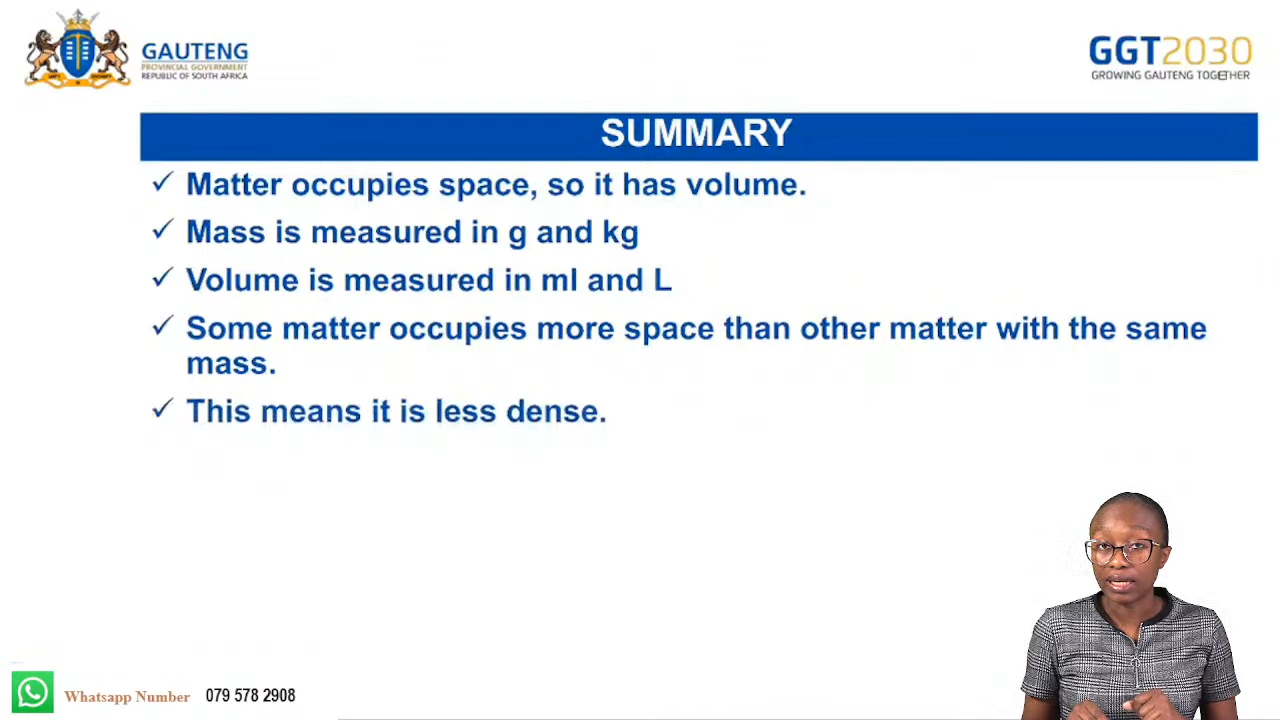 GAUTENG
PROVINCIAL GOVERNMENT
REPUBLIC OF SOUTH AFRICA
GGT2030
GROWING GAUTENG TOGETHER
SUMMARY
✓ Matter occupies space, so it has volume.
✓ Mass is measured in g and kg
✓ Volume is measured in ml and L
✓ Some matter occupies more space than other matter with the same
mass.
✓ This means it is less dense.
Whatsapp Number 079 578 2908